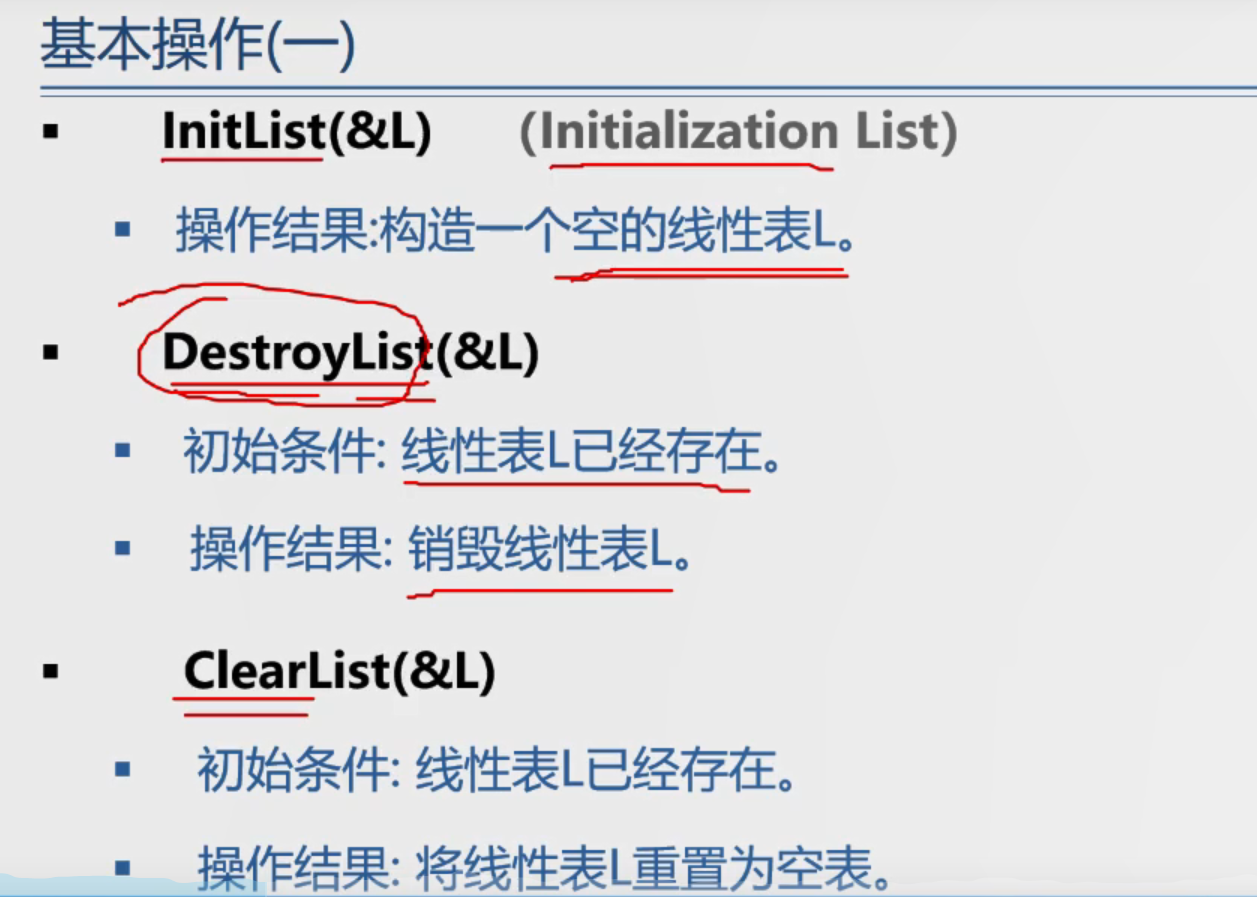 基本操作(一)
InitList(&L) (Initialization List)
操作结果:构造一个空的线性表L。
DestroyList(&L)
初始条件: 线性表L已经存在。
操作结果: 销毁线性表L。
ClearList(&L)
初始条件: 线性表L已经存在。
操作结果: 将线性表L重置为空表。